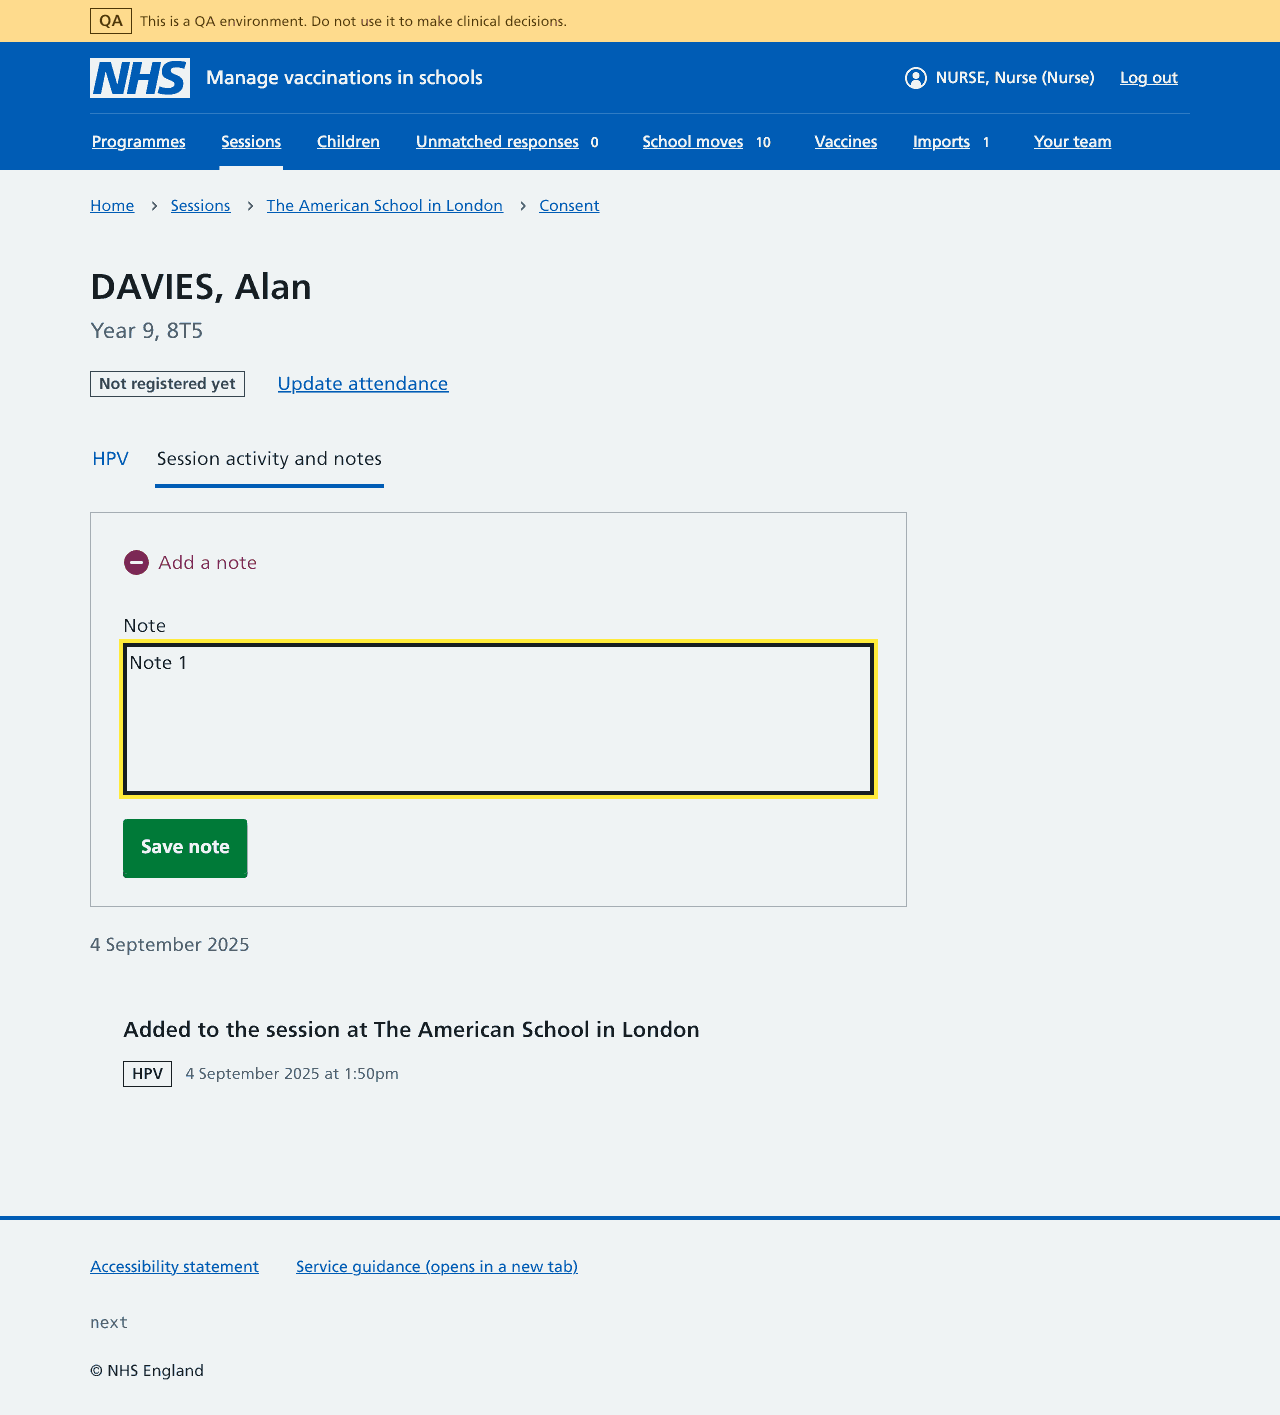 QA This is a QA environment. Do not use it to make clinical decisions.
NHS Manage vaccinations in schools NURSE, Nurse (Nurse) Log out
Programmes Sessions Children Unmatched responses 0 School moves 10 Vaccines Imports 1 Your team
Home › Sessions › The American School in London › Consent
DAVIES, Alan
Year 9, 8T5
Not registered yet Update attendance
HPV Session activity and notes
Add a note
Note
Note 1
Save note
4 September 2025
Added to the session at The American School in London
HPV 4 September 2025 at 1:50pm
Accessibility statement Service guidance (opens in a new tab)
next
© NHS England